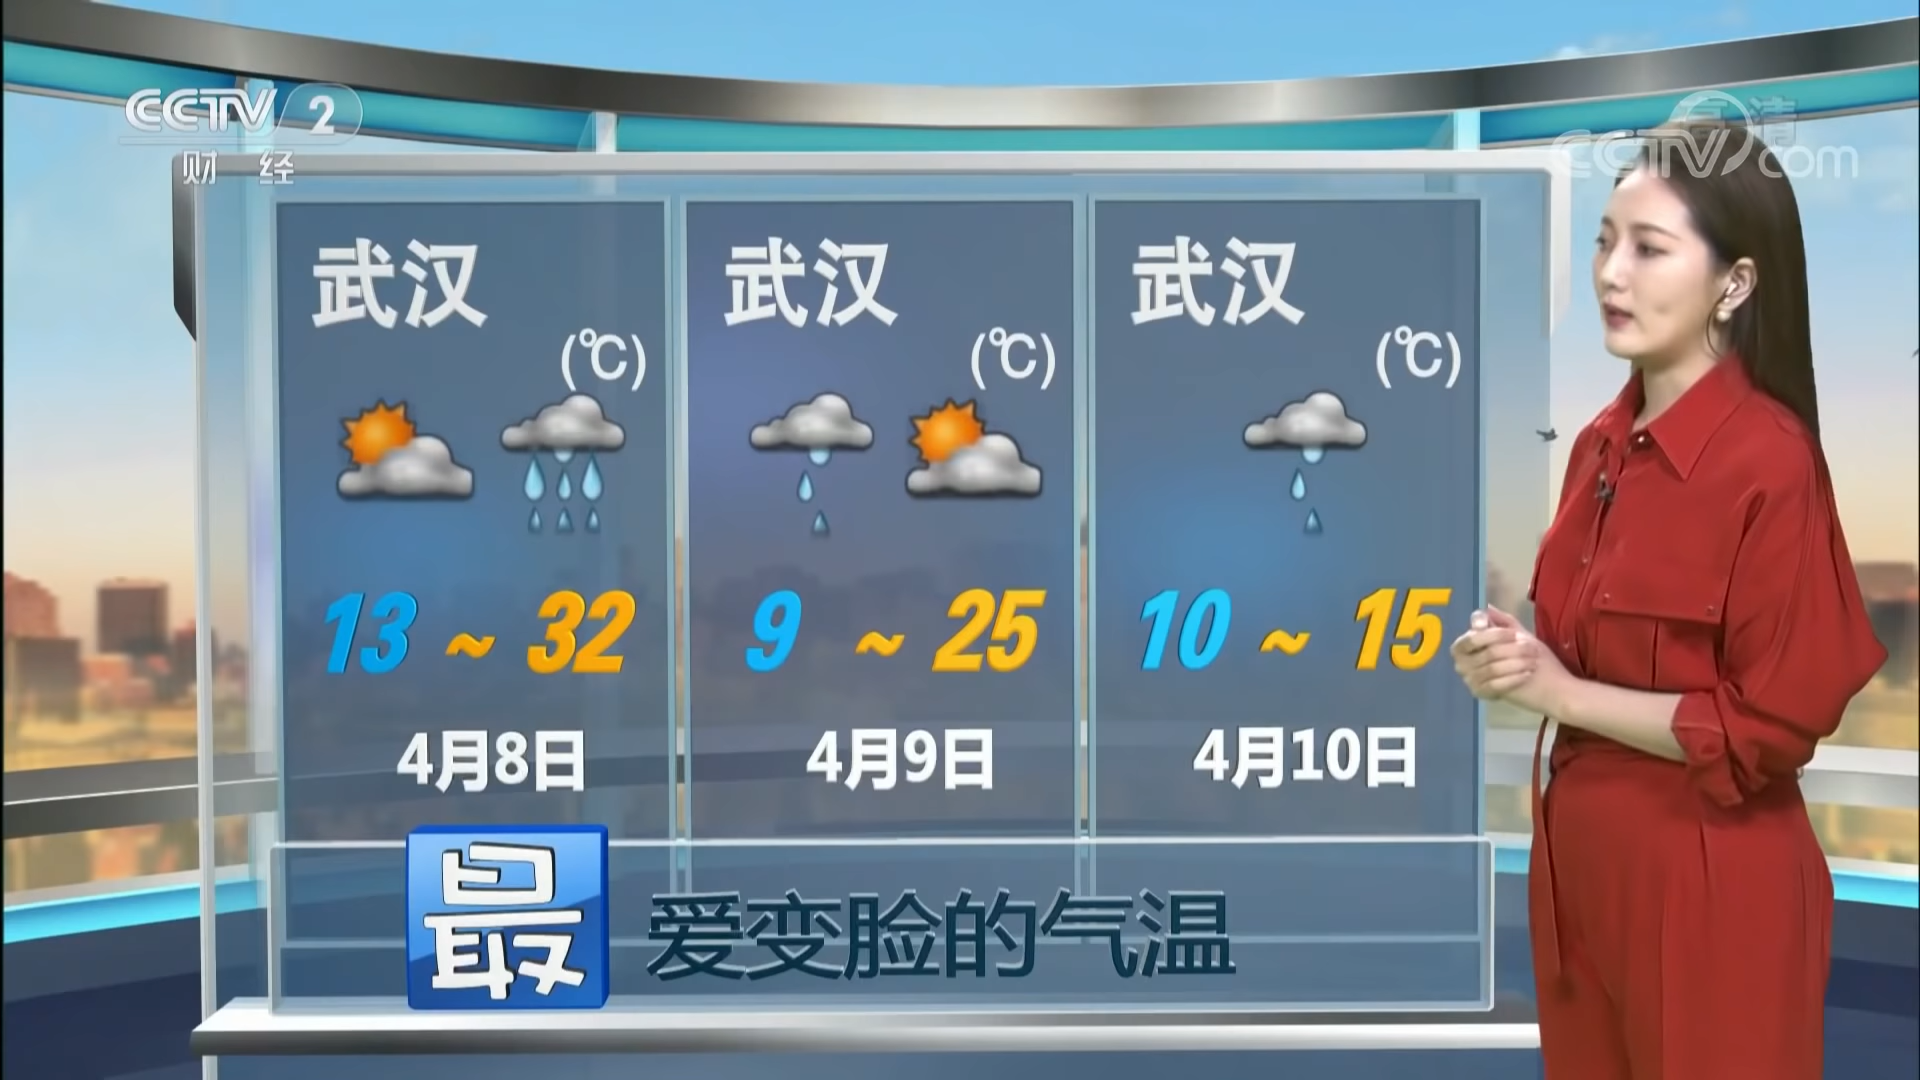 CCTV 2
财经
高清
CCTV.com
武汉
(℃)
13 ~ 32
4月8日
武汉
(℃)
9 ~ 25
4月9日
武汉
(℃)
10 ~ 15
4月10日
最 爱变脸的气温